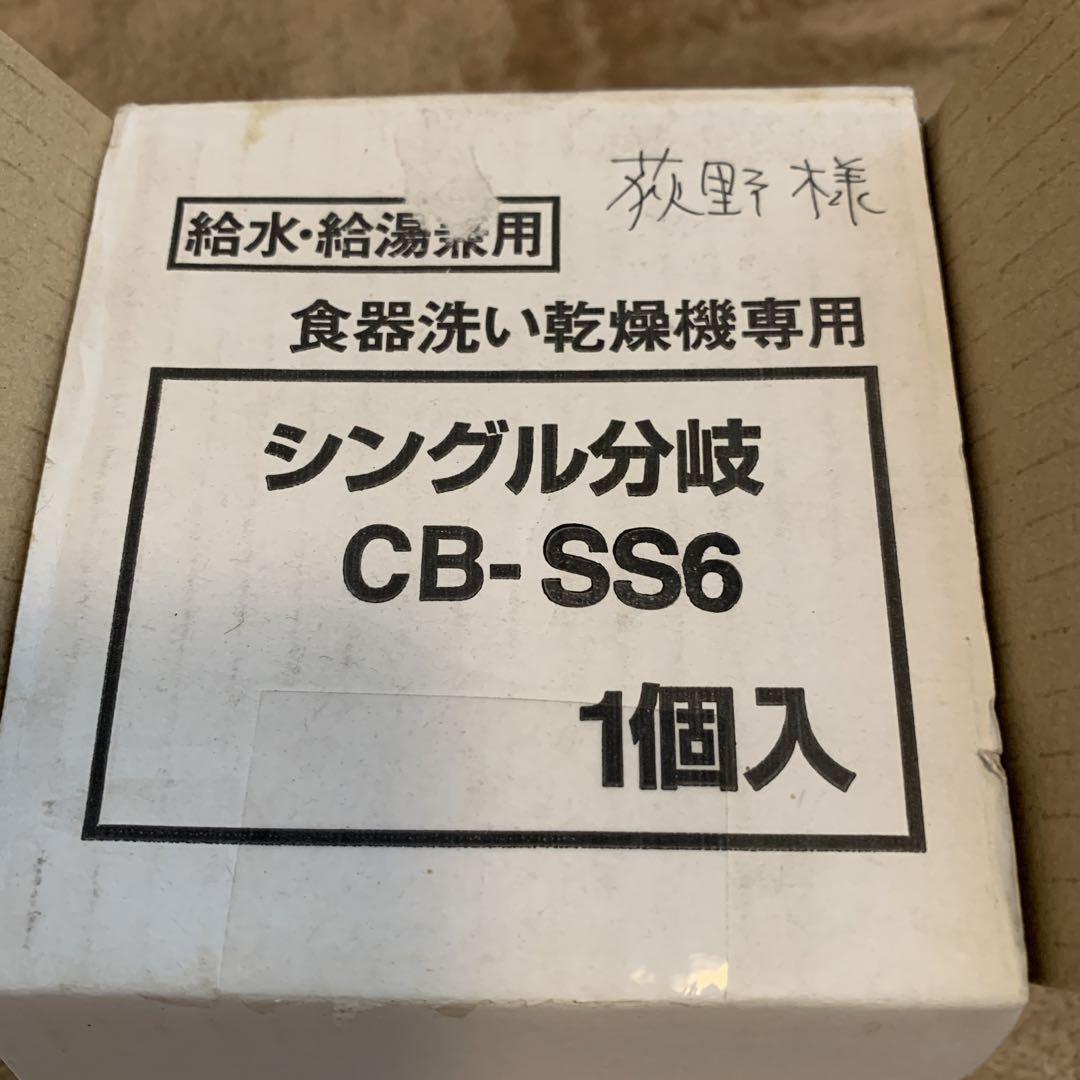 荻野様
給水・給湯兼用
食器洗い乾燥機専用
シングル分岐
CB-SS6
1個入